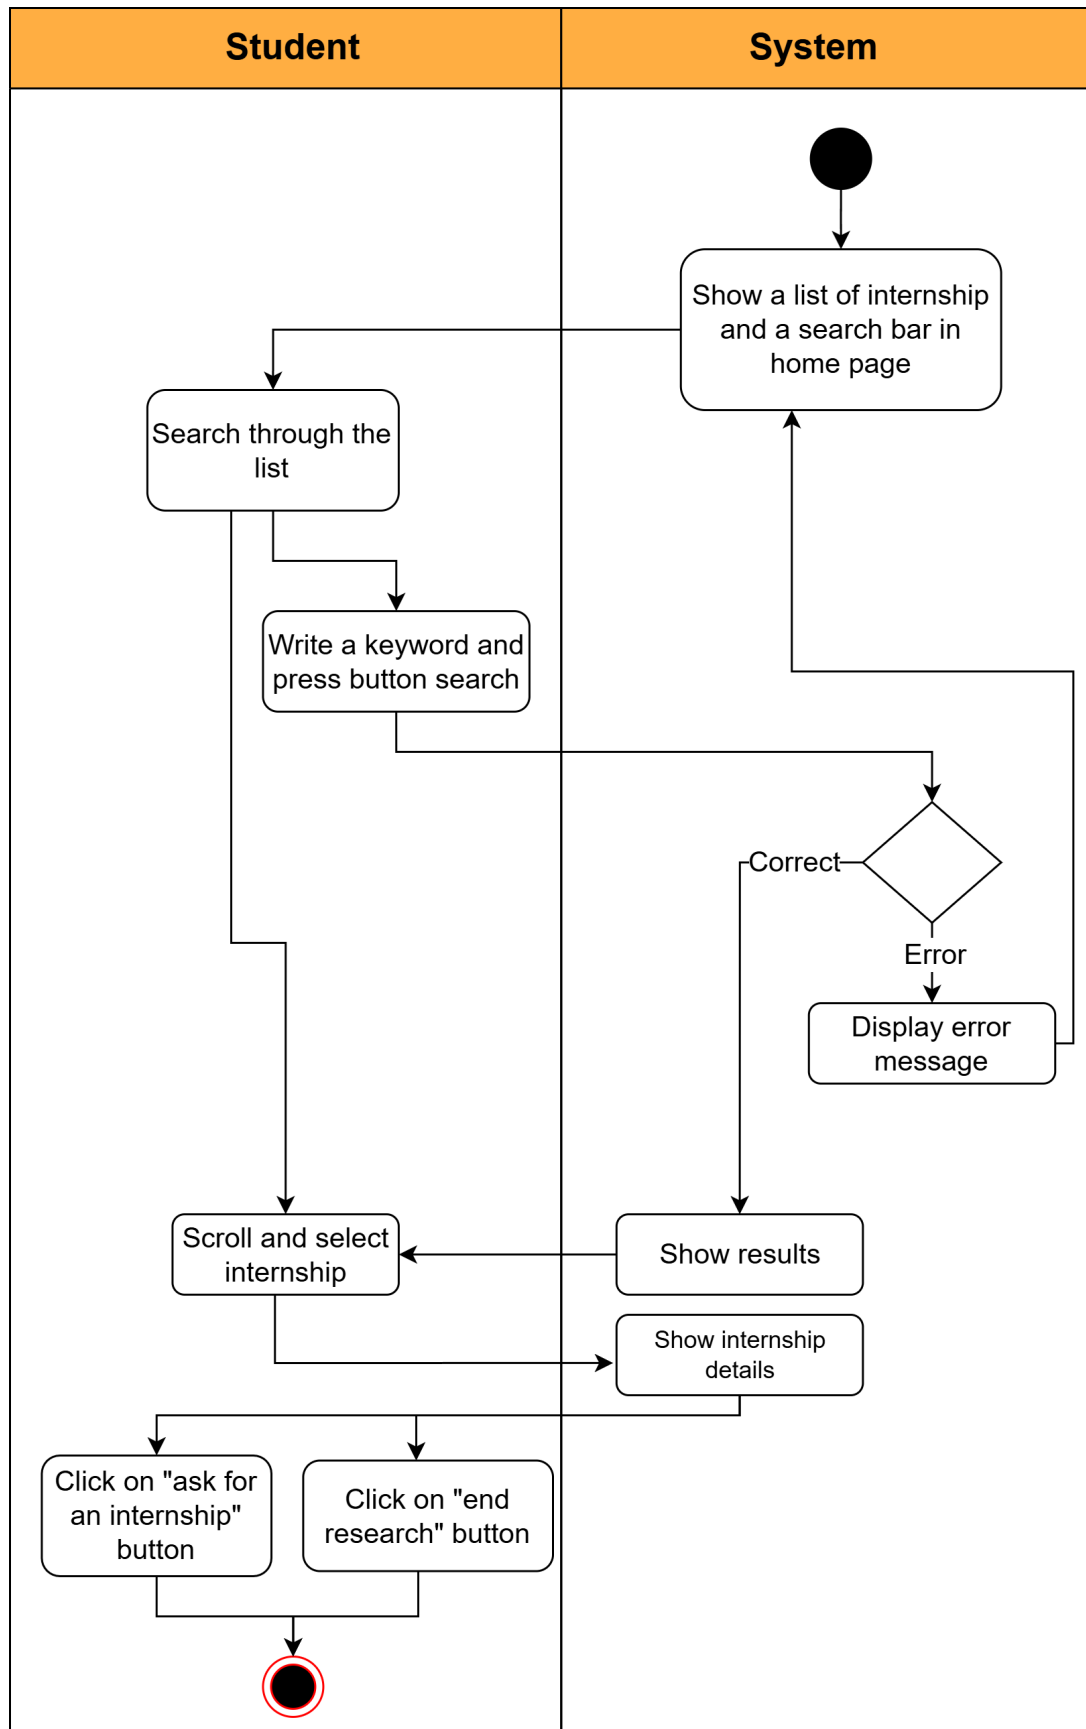 Student
System
Show a list of internship
and a search bar in
home page
Search through the
list
Write a keyword and
press button search
Correct
Error
Display error
message
Scroll and select
internship
Show results
Show internship
details
Click on "ask for
an internship"
button
Click on "end
research" button